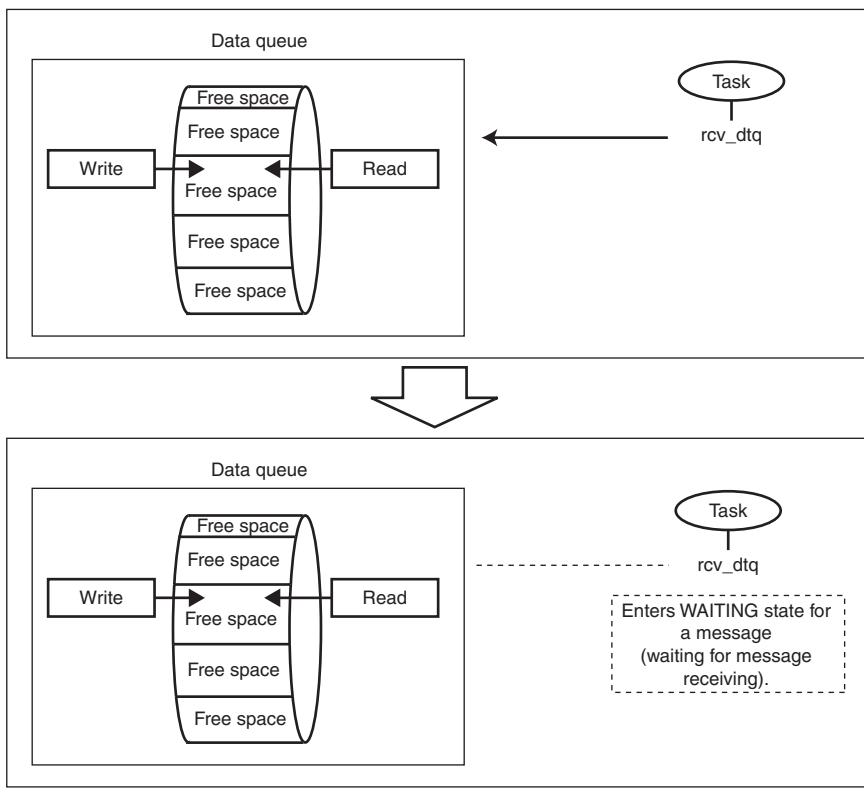 Data queue
Free space
Free space
Free space
Free space
Free space
Write
Read
Task
rcv_dtq
Data queue
Free space
Free space
Free space
Free space
Free space
Write
Read
Task
rcv_dtq
Enters WAITING state for
a message
(waiting for message
receiving).